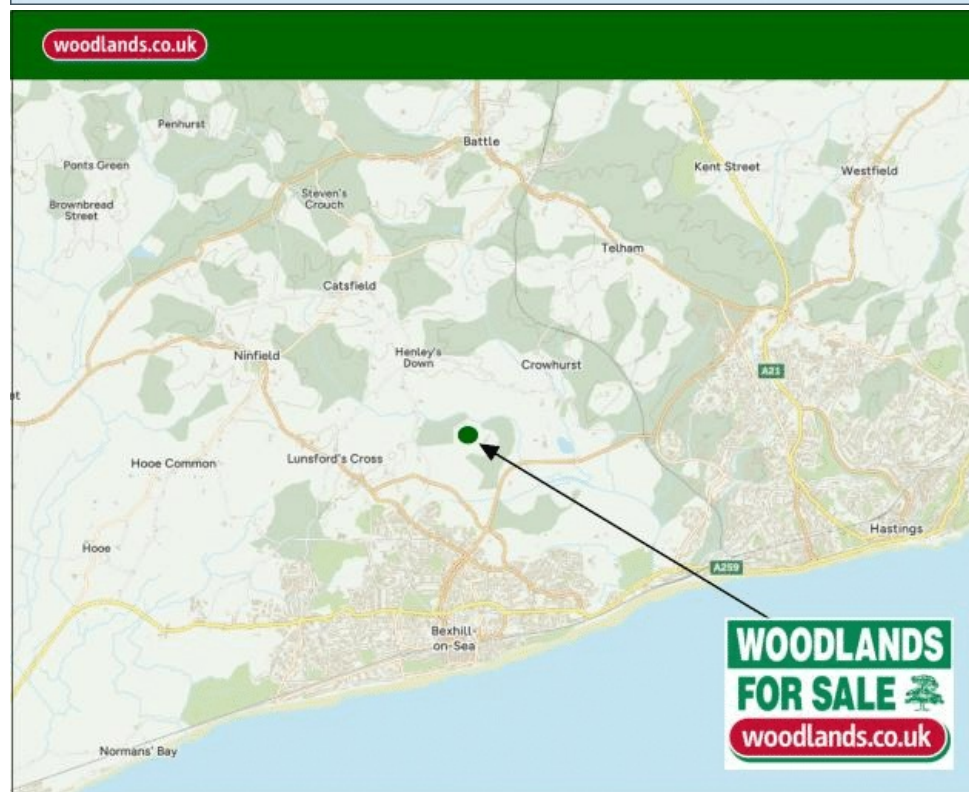 woodlands.co.uk
Penhurst
Battle
Ponts Green
Kent Street
Westfield
Brownbread
Street
Steven's
Crouch
Telham
Catsfield
Ninfield
Henley's
Down
Crowhurst
A21
Hooe Common
Lunsford's Cross
Hastings
Hooe
A259
Bexhill-
on-Sea
Normans' Bay
WOODLANDS
FOR SALE
woodlands.co.uk